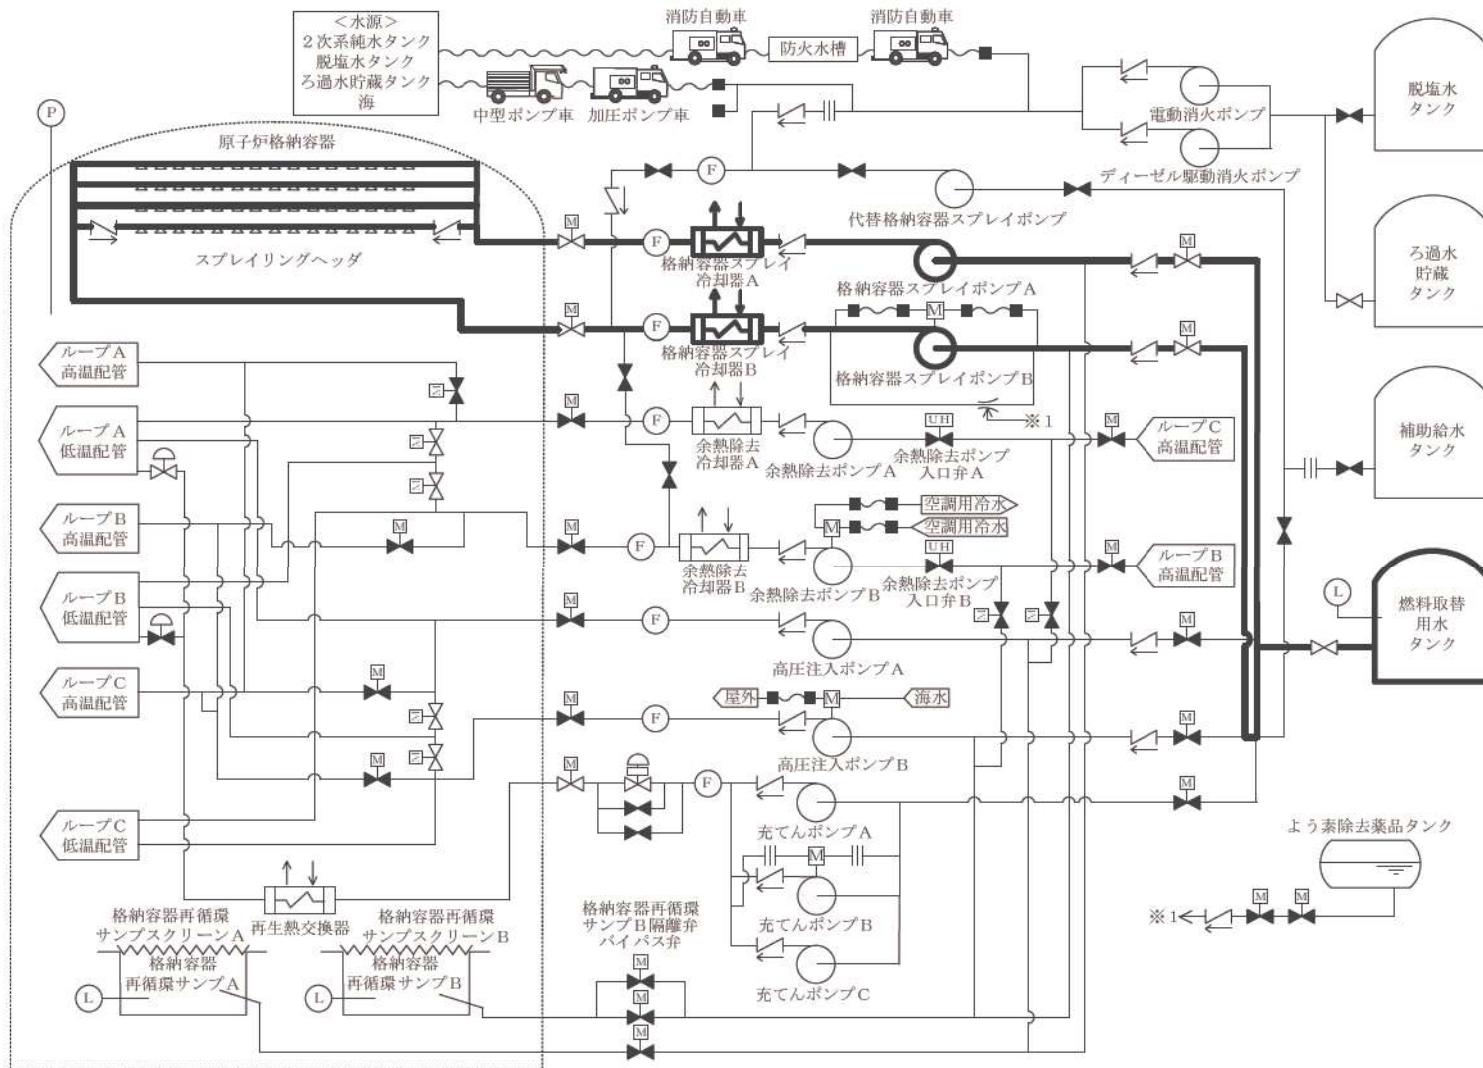 <水源>
2次系純水タンク
脱塩水タンク
ろ過水貯蔵タンク
海
消防自動車
消防自動車
防火水槽
中型ポンプ車
加圧ポンプ車
電動消火ポンプ
ディーゼル駆動消火ポンプ
脱塩水
タンク
P
原子炉格納容器
スプレイリングヘッダ
F
代替格納容器スプレイポンプ
ろ過水
貯蔵
タンク
M
F
格納容器スプレイ
冷却器A
格納容器スプレイポンプA
M
M
F
格納容器スプレイ
冷却器B
M
格納容器スプレイポンプB
M
※1
ループA
高温配管
M
ループA
低温配管
M
M
F
余熱除去
冷却器A
余熱除去ポンプA
UH
余熱除去ポンプ
入口弁A
M
ループC
高温配管
補助給水
タンク
M
ループB
高温配管
M
M
F
余熱除去
冷却器B
M
空調用冷水
空調用冷水
余熱除去ポンプB
UH
余熱除去ポンプ
入口弁B
M
ループB
高温配管
ループB
低温配管
M
F
高圧注入ポンプA
M
M
M
L
燃料取替
用水
タンク
ループC
高温配管
M
M
M
F
屋外
M
海水
高圧注入ポンプB
M
M
M
M
F
充てんポンプA
M
ループC
低温配管
M
充てんポンプB
充てんポンプC
よう素除去薬品タンク
※1
M
M
再生熱交換器
格納容器再循環
サンプスクリーンA
格納容器
再循環サンプA
L
格納容器再循環
サンプスクリーンB
格納容器
再循環サンプB
L
格納容器再循環
サンプB隔離弁
バイパス弁
M
M
M